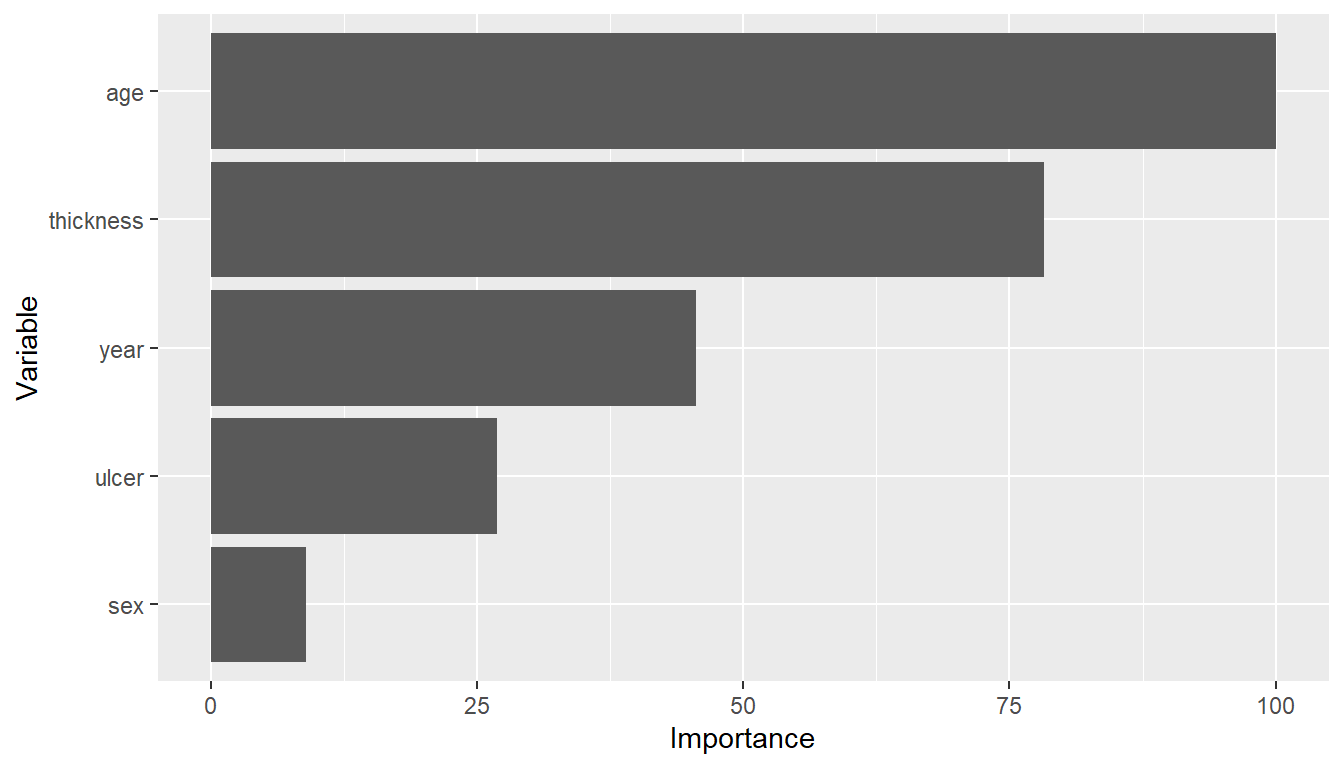 age
thickness
year
ulcer
sex
Variable
0 25 50 75 100
Importance